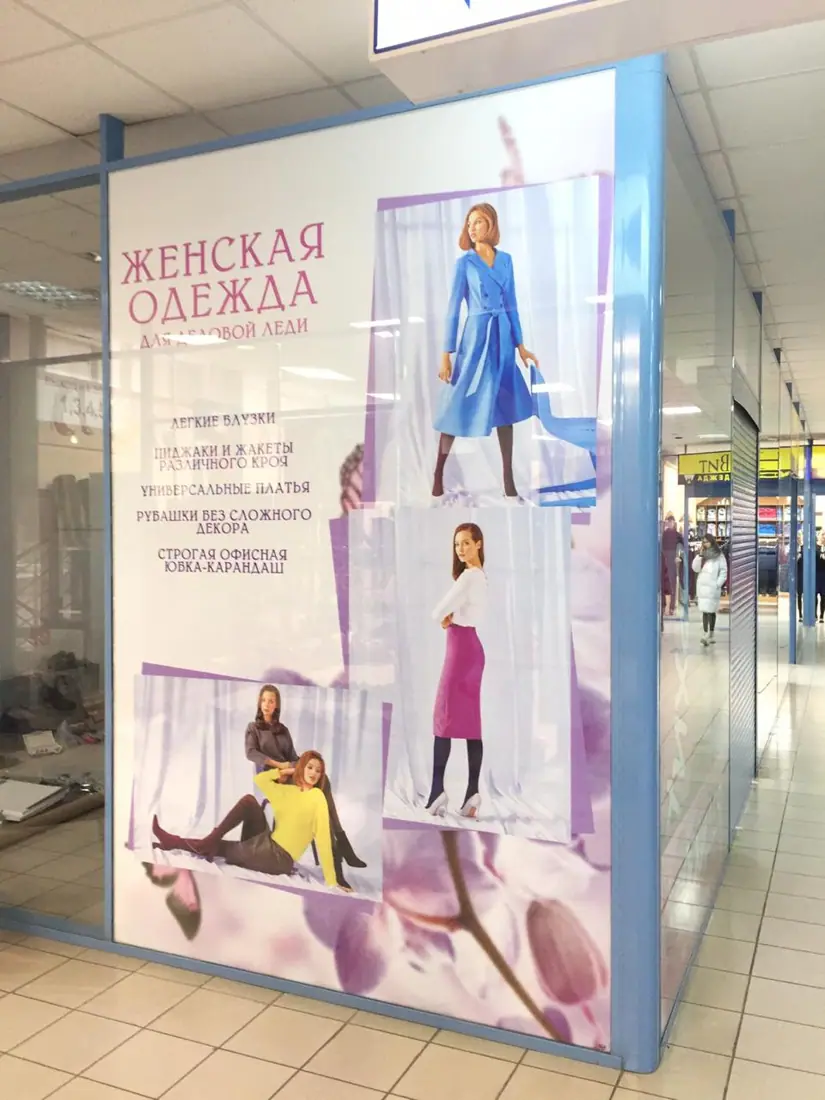 ЖЕНСКАЯ
ОДЕЖДА
ДЛЯ ДЕЛОВОЙ ЛЕДИ
ЛЕГКИЕ БЛУЗКИ
ПИДЖАКИ И ЖАКЕТЫ
РАЗЛИЧНОГО КРОЯ
УНИВЕРСАЛЬНЫЕ ПЛАТЬЯ
РУБАШКИ БЕЗ СЛОЖНОГО
ДЕКОРА
СТРОГАЯ ОФИСНАЯ
ЮБКА-КАРАНДАШ